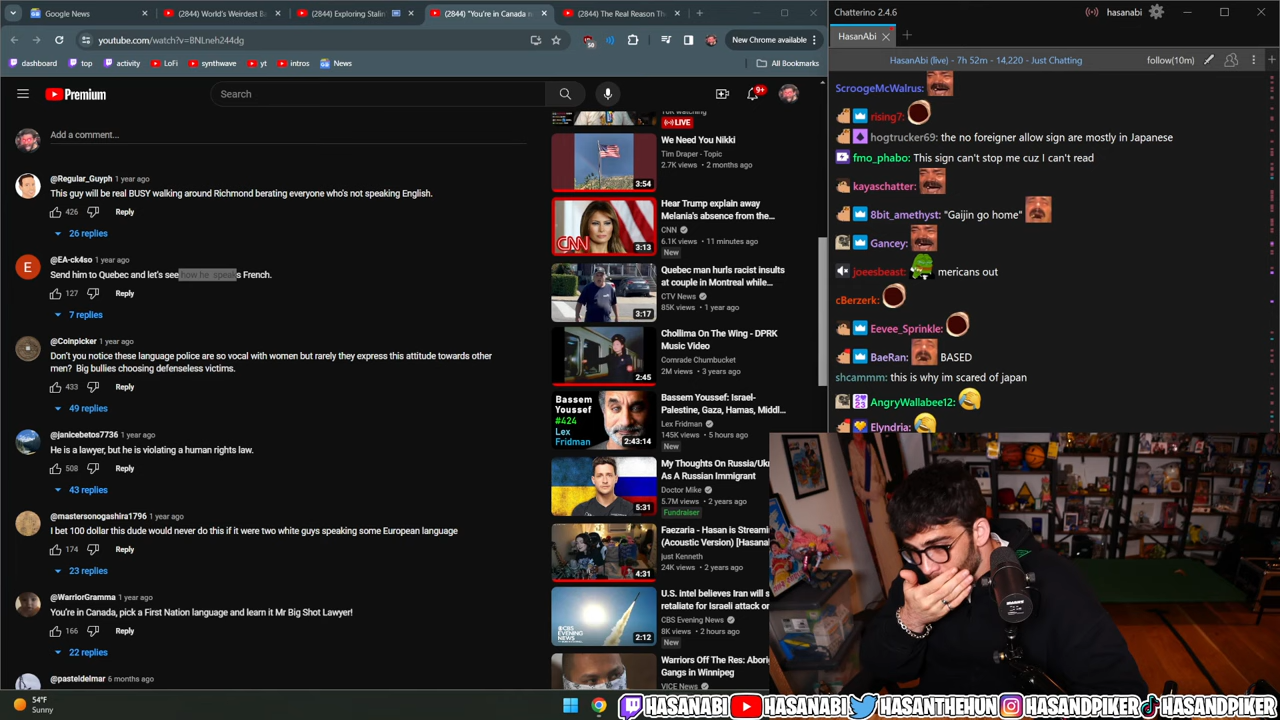 Google News
(2844) World's Weirdest B
(2844) Exploring Stalin
(2844) "You're in Canada n
(2844) The Real Reason Th
youtube.com/watch?v=BNLneh244dg
50
New Chrome available
dashboard
top
activity
LoFi
synthwave
yt
intros
News
All Bookmarks
Premium
Search
9+
Add a comment...
@Regular_Guyph 1 year ago
This guy will be real BUSY walking around Richmond berating everyone who's not speaking English.
426
Reply
26 replies
E
@EA-ck4so 1 year ago
Send him to Quebec and let's see how he speaks French.
127
Reply
7 replies
@Coinpicker 1 year ago
Don't you notice these language police are so vocal with women but rarely they express this attitude towards other
men? Big bullies choosing defenseless victims.
433
Reply
49 replies
@janicebetos7736 1 year ago
He is a lawyer, but he is violating a human rights law.
508
Reply
43 replies
@mastersonogashira1796 1 year ago
I bet 100 dollar this dude would never do this if it were two white guys speaking some European language
174
Reply
23 replies
@WarriorGramma 1 year ago
You're in Canada, pick a First Nation language and learn it Mr Big Shot Lawyer!
166
Reply
22 replies
@pasteldelmar 6 months ago
LIVE
We Need You Nikki
Tim Draper - Topic
2.7K views • 2 months ago
3:54
Hear Trump explain away
Melania's absence from the...
CNN
6.1K views • 11 minutes ago
New
CNN
3:13
Quebec man hurls racist insults
at couple in Montreal while...
CTV News
85K views • 1 year ago
3:17
Chollima On The Wing - DPRK
Music Video
Comrade Chumbucket
2M views • 3 years ago
2:45
Bassem Youssef: Israel-
Palestine, Gaza, Hamas, Middl...
Lex Fridman
145K views • 5 hours ago
New
BASSEM
YOUSSEF
#424
LEX
FRIDMAN
2:43:14
My Thoughts On Russia/Uk
As A Russian Immigrant
Doctor Mike
5.7M views • 2 years ago
Fundraiser
5:31
Faezaria - Hasan is Streamin
(Acoustic Version) [Hasanal
just Kenneth
24K views • 2 years ago
4:31
U.S. intel believes Iran will s
retaliate for Israeli attack or
CBS Evening News
8K views • 2 hours ago
New
CBS
EVENING
NEWS
2:12
Warriors Off The Res: Abori
Gangs in Winnipeg
VICE News
54°F
Sunny
Chatterino 2.4.6
hasanabi
HasanAbi
HasanAbi (live) - 7h 52m - 14,220 - Just Chatting
follow(10m)
ScroogeMcWalrus:
rising7:
hogtrucker69: the no foreigner allow sign are mostly in Japanese
fmo_phabo: This sign can't stop me cuz I can't read
kayaschatter:
8bit_amethyst: "Gaijin go home"
Gancey:
joeesbeast: mericans out
cBerzerk:
Eevee_Sprinkle:
BaeRan: BASED
shcammm: this is why im scared of japan
AngryWallabee12:
Elyndria:
HASANABI
HASANABI
HASANTHEHUN
HASANDPIKER
HASANDPIKER